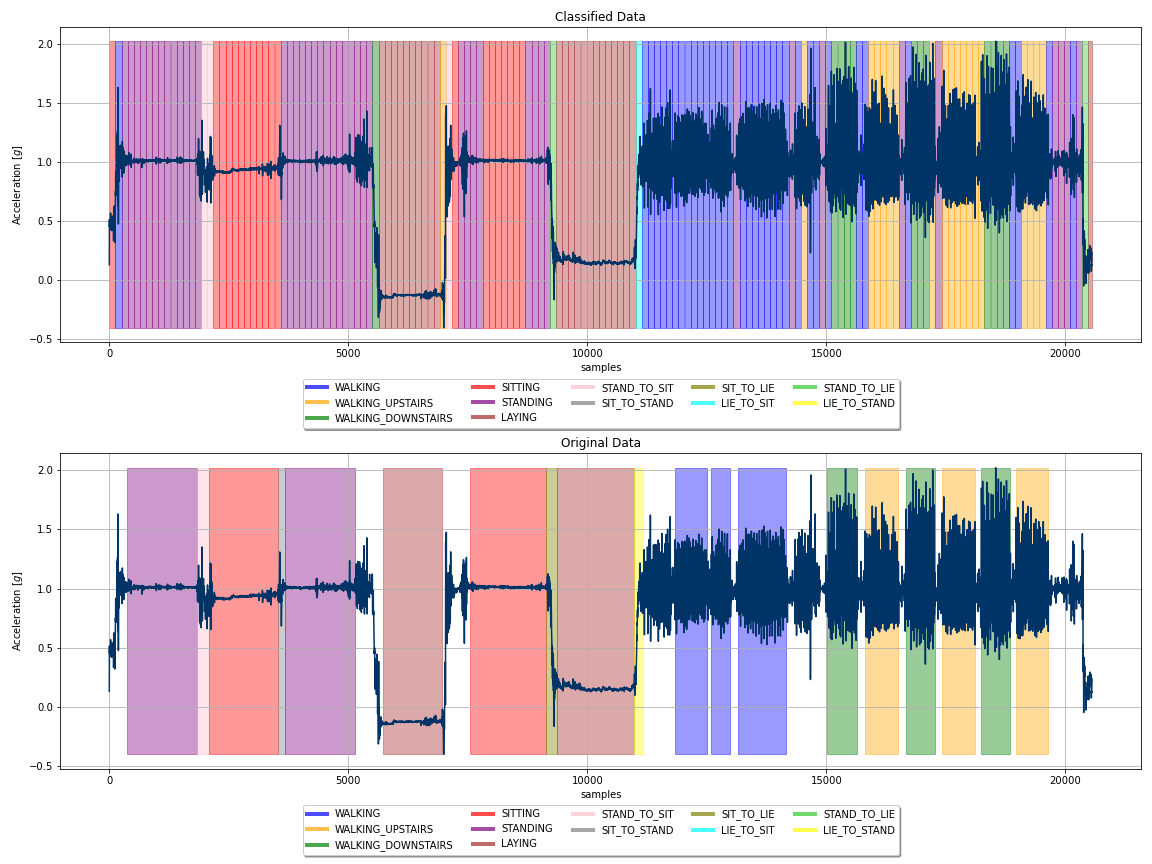 Classified Data
2.0
1.5
1.0
0.5
0.0
−0.5
Acceleration [g]
0 5000 10000 15000 20000
samples
WALKING SITTING STAND_TO_SIT SIT_TO_LIE STAND_TO_LIE
WALKING_UPSTAIRS STANDING SIT_TO_STAND LIE_TO_SIT LIE_TO_STAND
WALKING_DOWNSTAIRS LAYING
Original Data
2.0
1.5
1.0
0.5
0.0
−0.5
Acceleration [g]
0 5000 10000 15000 20000
samples
WALKING SITTING STAND_TO_SIT SIT_TO_LIE STAND_TO_LIE
WALKING_UPSTAIRS STANDING SIT_TO_STAND LIE_TO_SIT LIE_TO_STAND
WALKING_DOWNSTAIRS LAYING